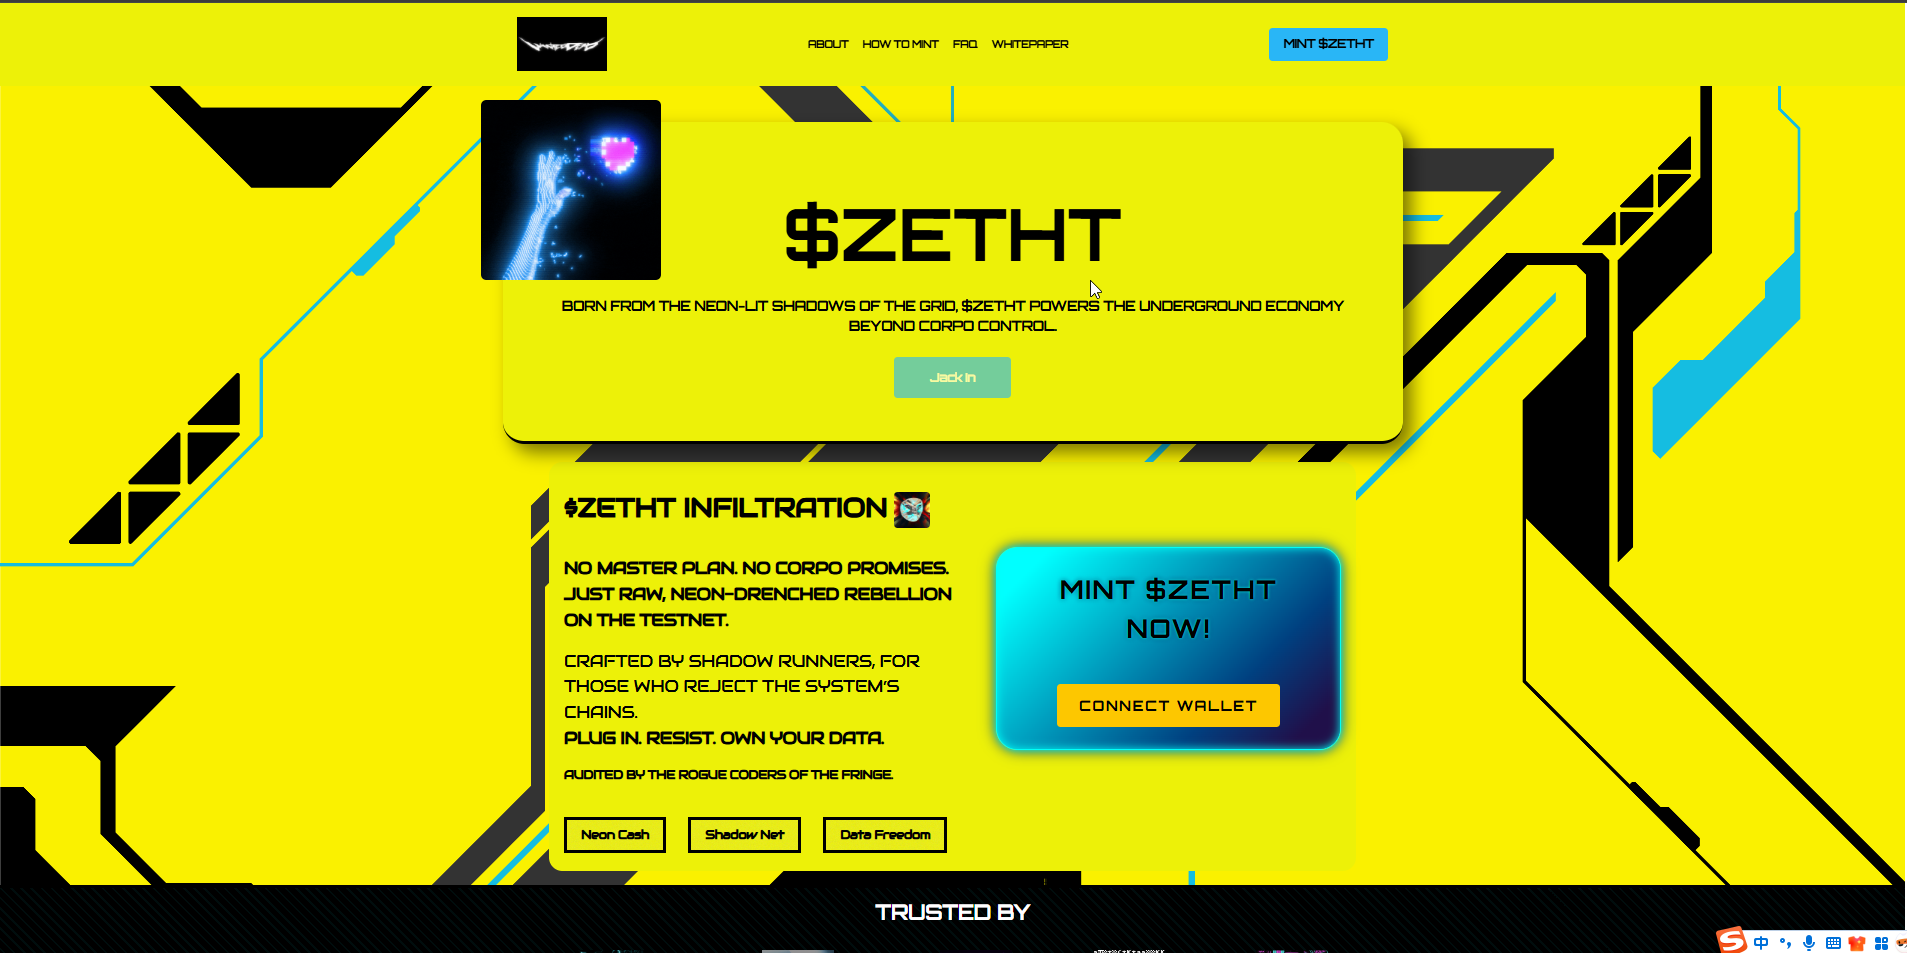 ABOUT HOW TO MINT FAQ WHITEPAPER
MINT $ZETHT
$ZETHT
BORN FROM THE NEON-LIT SHADOWS OF THE GRID, $ZETHT POWERS THE UNDERGROUND ECONOMY
BEYOND CORPO CONTROL.
Jack In
$ZETHT INFILTRATION
NO MASTER PLAN. NO CORPO PROMISES.
JUST RAW, NEON-DRENCHED REBELLION
ON THE TESTNET.
CRAFTED BY SHADOW RUNNERS, FOR
THOSE WHO REJECT THE SYSTEM'S
CHAINS.
PLUG IN. RESIST. OWN YOUR DATA.
AUDITED BY THE ROGUE CODERS OF THE FRINGE.
Neon Cash
Shadow Net
Data Freedom
MINT $ZETHT
NOW!
CONNECT WALLET
TRUSTED BY
中